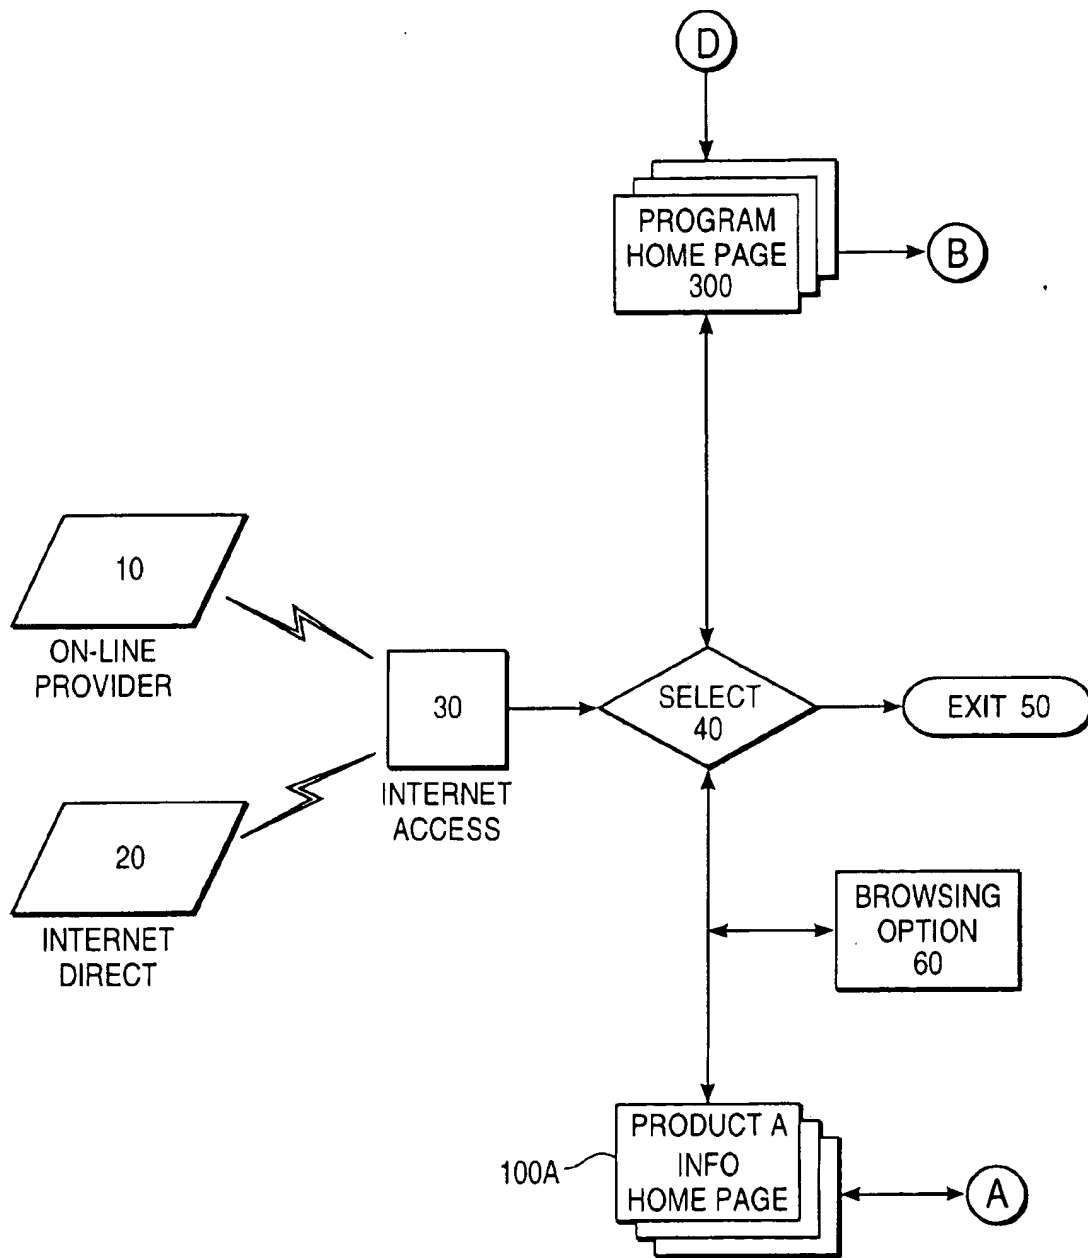 D
PROGRAM
HOME PAGE
300
B
10
ON-LINE
PROVIDER
30
INTERNET
ACCESS
SELECT
40
EXIT 50
20
INTERNET
DIRECT
BROWSING
OPTION
60
100A
PRODUCT A
INFO
HOME PAGE
A